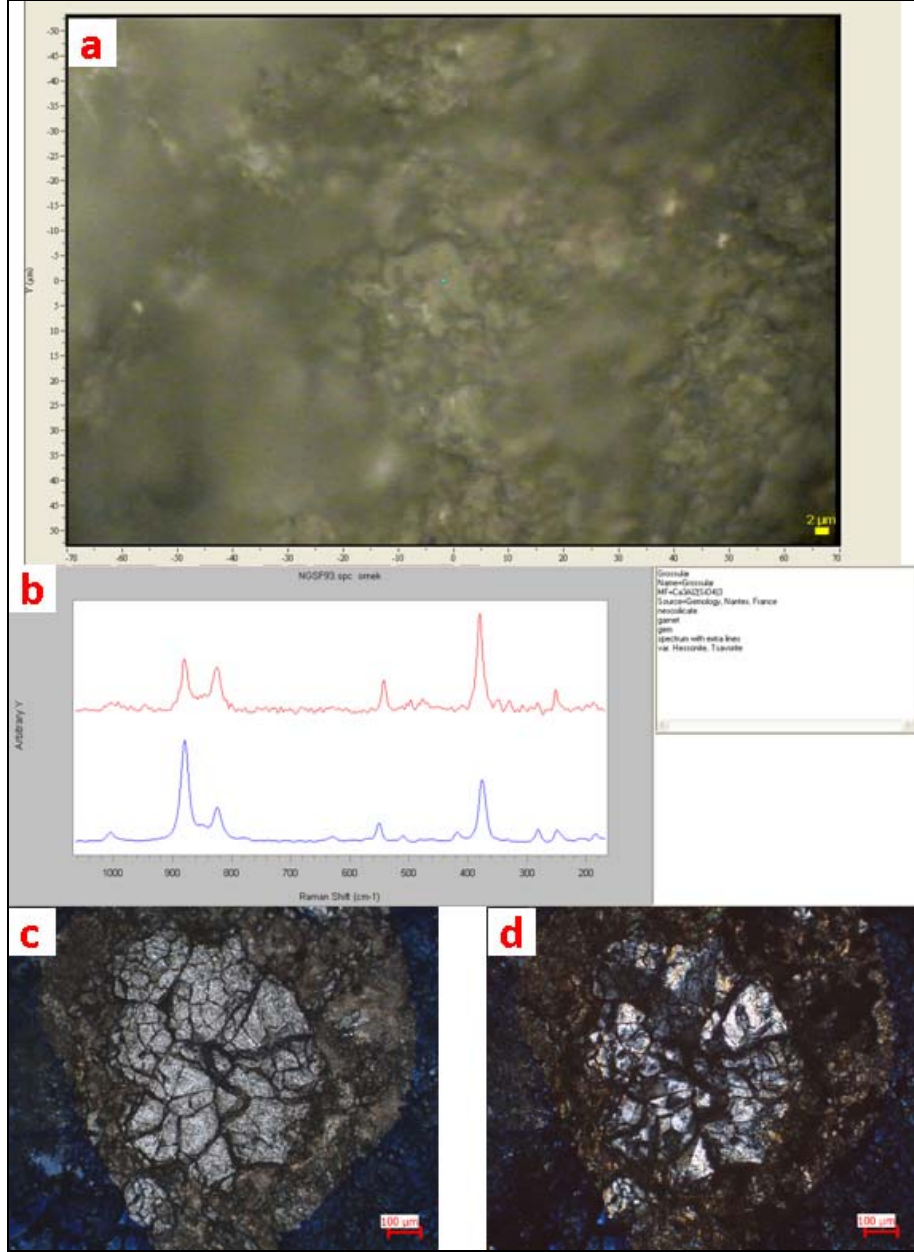 a
-50
-45
-40
-35
-30
-25
-20
-15
-10
-5
0
5
10
15
20
25
30
35
40
45
50
Y (µm)
2 µm
-70 -60 -50 -40 -30 -20 -10 0 10 20 30 40 50 60 70
b
NGSF93.spc ornek
Arbitrary Y
1000 900 800 700 600 500 400 300 200
Raman Shift (cm-1)
Grossular
Name=Grossular
MF=Ca3Al2[SiO4]3
Source=Gemology, Nantes, France
nesosilicate
garnet
gem
spectrum with extra lines
var. Hessonite, Tsavorite
c
100 µm
d
100 µm